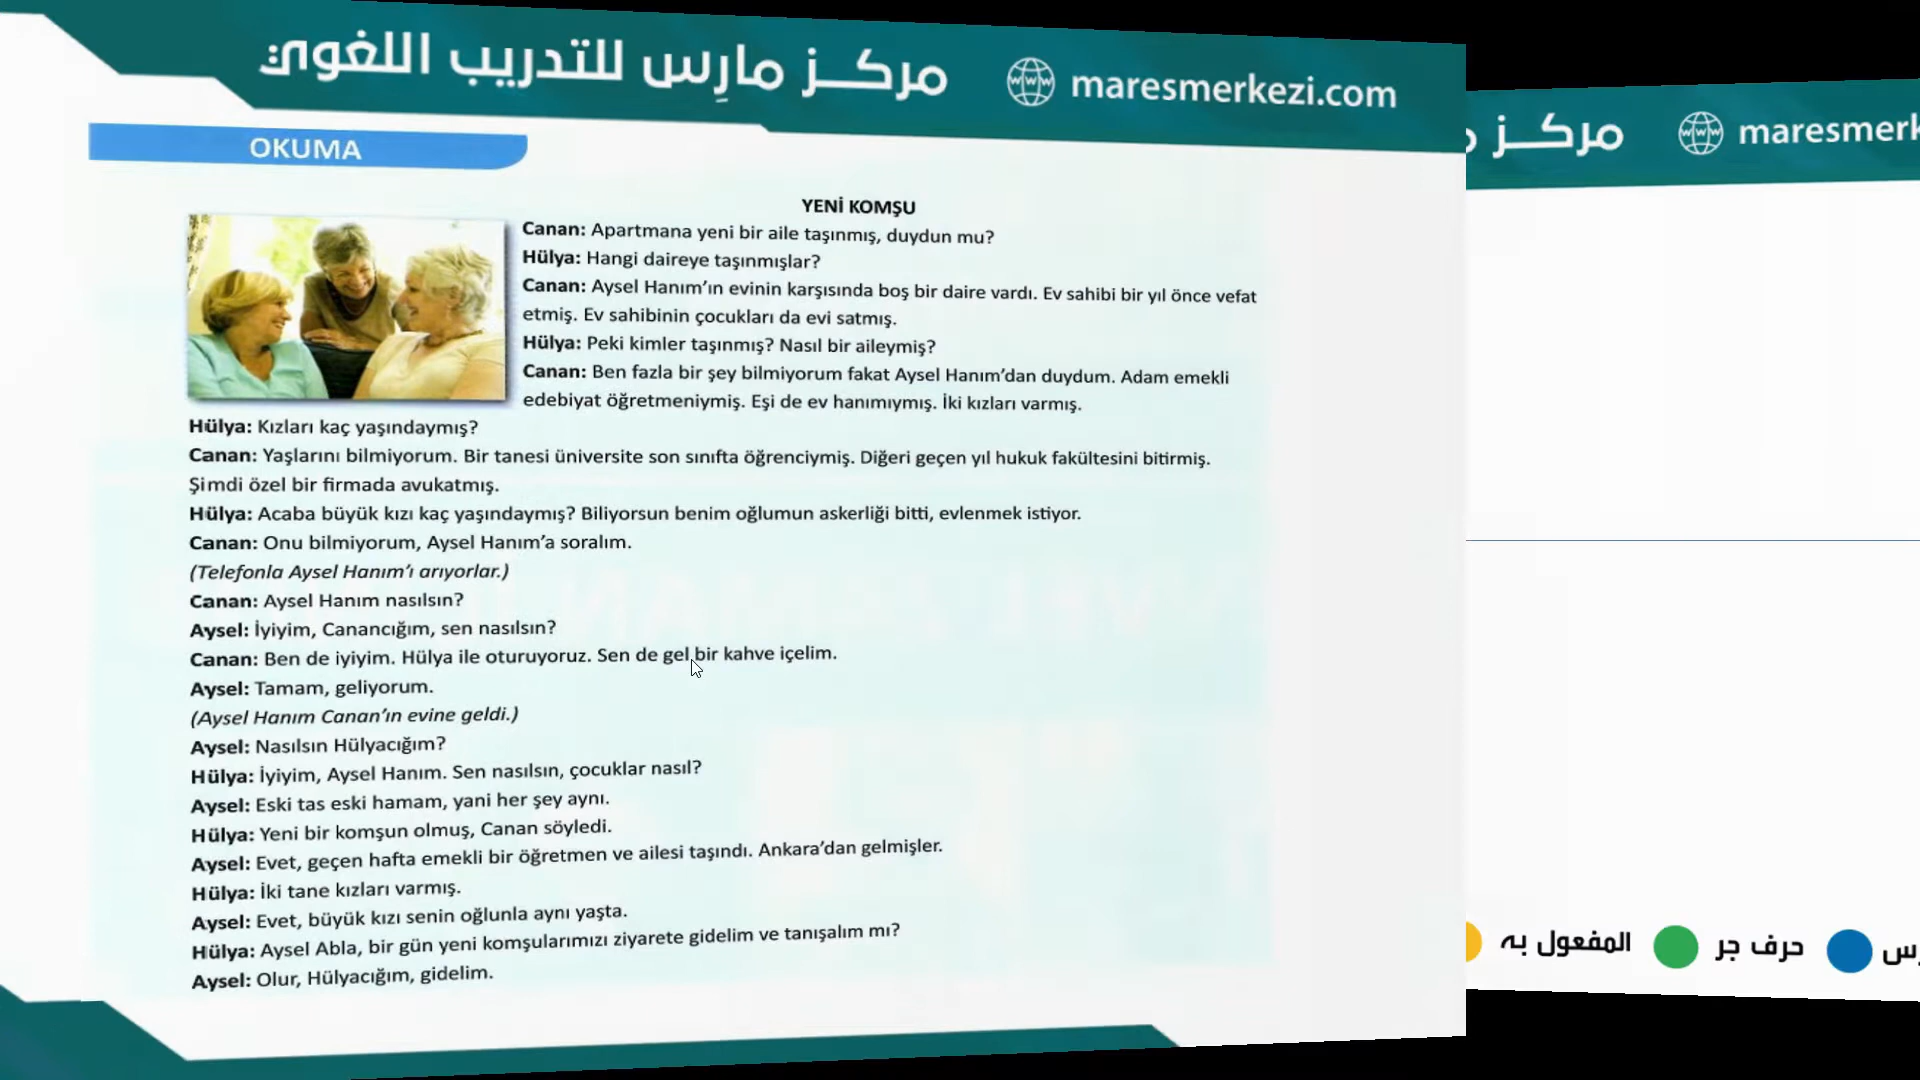 مركـــز مارِس للتدريب اللغوي
maresmerkezi.com
OKUMA
YENİ KOMŞU
Canan: Apartmana yeni bir aile taşınmış, duydun mu?
Hülya: Hangi daireye taşınmışlar?
Canan: Aysel Hanım’ın evinin karşısında boş bir daire vardı. Ev sahibi bir yıl önce vefat
etmiş. Ev sahibinin çocukları da evi satmış.
Hülya: Peki kimler taşınmış? Nasıl bir aileymiş?
Canan: Ben fazla bir şey bilmiyorum fakat Aysel Hanım’dan duydum. Adam emekli
edebiyat öğretmeniymiş. Eşi de ev hanımıymış. İki kızları varmış.
Hülya: Kızları kaç yaşındaymış?
Canan: Yaşlarını bilmiyorum. Bir tanesi üniversite son sınıfta öğrenciymiş. Diğeri geçen yıl hukuk fakültesini bitirmiş.
Şimdi özel bir firmada avukatmış.
Hülya: Acaba büyük kızı kaç yaşındaymış? Biliyorsun benim oğlumun askerliği bitti, evlenmek istiyor.
Canan: Onu bilmiyorum, Aysel Hanım’a soralım.
(Telefonla Aysel Hanım’ı arıyorlar.)
Canan: Aysel Hanım nasılsın?
Aysel: İyiyim, Canancığım, sen nasılsın?
Canan: Ben de iyiyim. Hülya ile oturuyoruz. Sen de gel bir kahve içelim.
Aysel: Tamam, geliyorum.
(Aysel Hanım Canan’ın evine geldi.)
Aysel: Nasılsın Hülyacığım?
Hülya: İyiyim, Aysel Hanım. Sen nasılsın, çocuklar nasıl?
Aysel: Eski tas eski hamam, yani her şey aynı.
Hülya: Yeni bir komşun olmuş, Canan söyledi.
Aysel: Evet, geçen hafta emekli bir öğretmen ve ailesi taşındı. Ankara’dan gelmişler.
Hülya: İki tane kızları varmış.
Aysel: Evet, büyük kızı senin oğlunla aynı yaşta.
Hülya: Aysel Abla, bir gün yeni komşularımızı ziyarete gidelim ve tanışalım mı?
Aysel: Olur, Hülyacığım, gidelim.
مركـــز
maresmerk
المفعول به
حرف جر